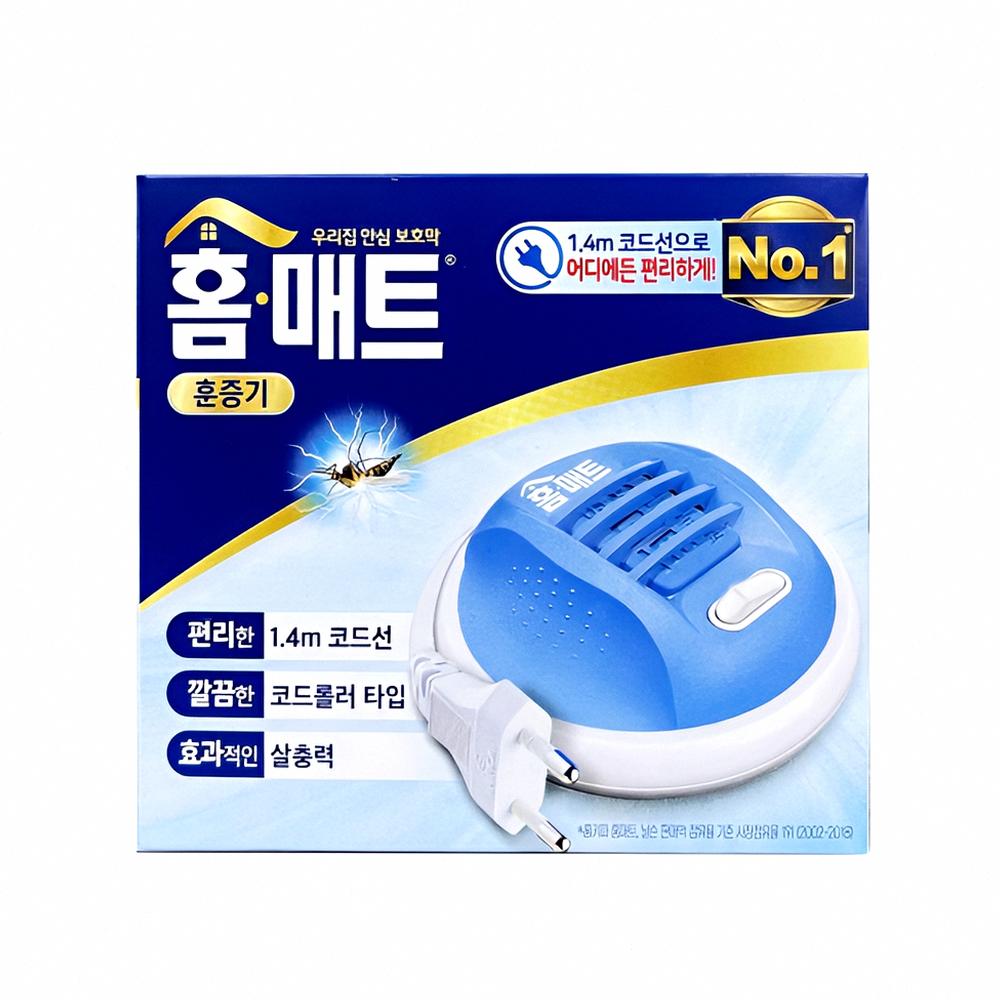 우리집 안심 보호막
홈·매트®
훈증기
1.4m 코드선으로
어디에든 편리하게!
No.1
홈·매트
편리한 1.4m 코드선
깔끔한 코드롤러 타입
효과적인 살충력